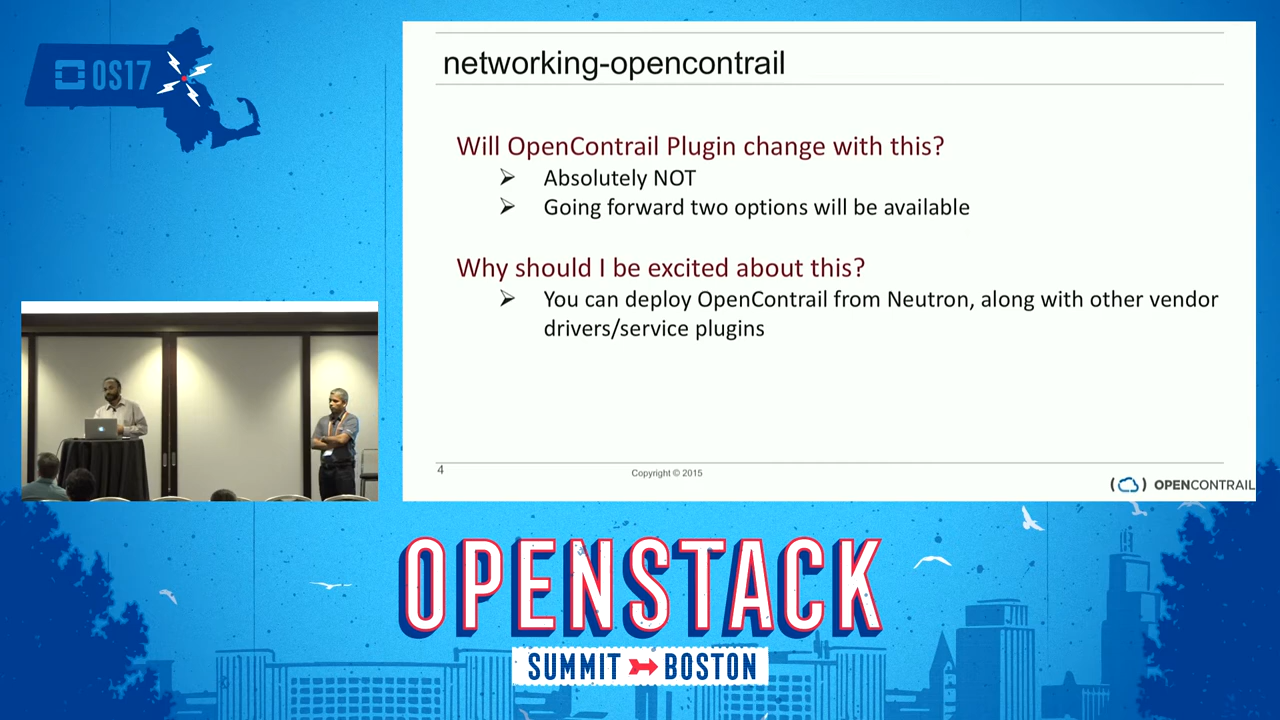 OS17
networking-opencontrail
Will OpenContrail Plugin change with this?
➢ Absolutely NOT
➢ Going forward two options will be available
Why should I be excited about this?
➢ You can deploy OpenContrail from Neutron, along with other vendor
drivers/service plugins
4
Copyright © 2015
OPENCONTRAIL
OPENSTACK
SUMMIT BOSTON